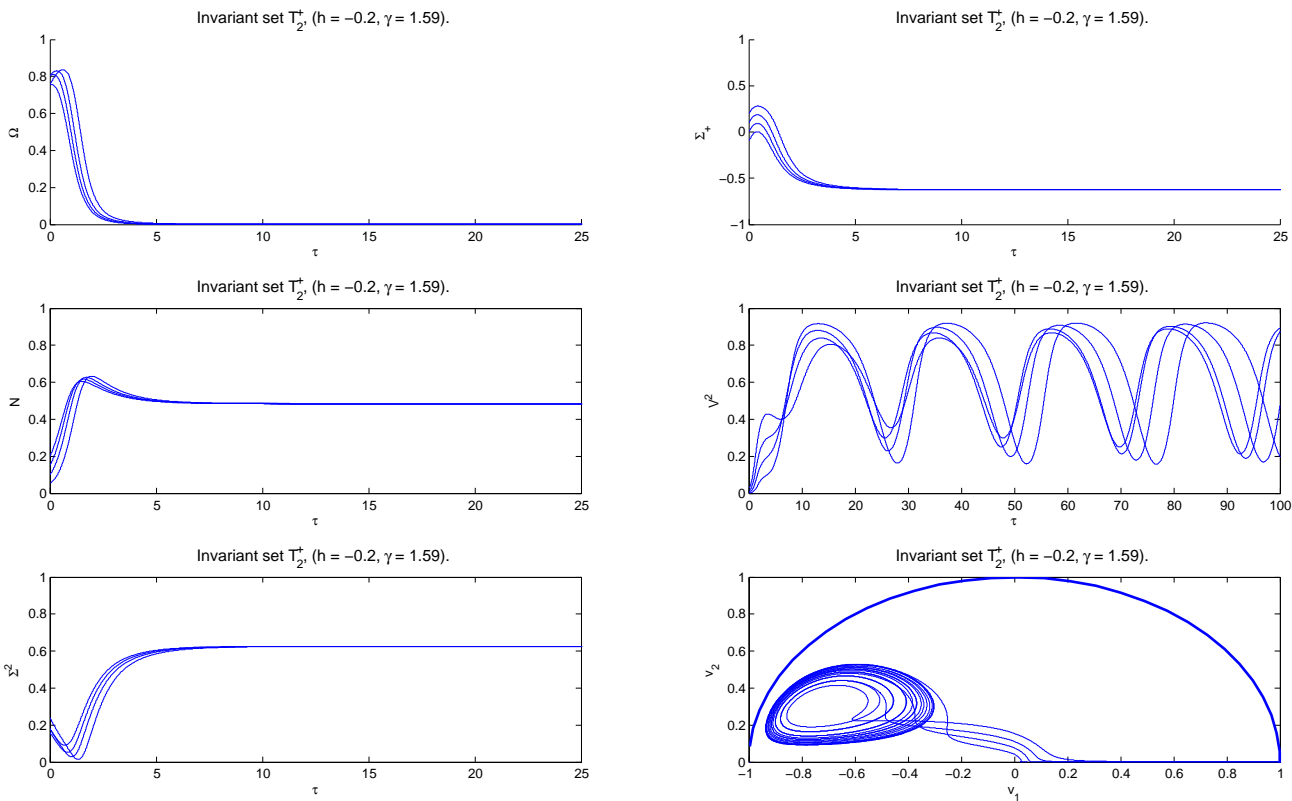 Invariant set T₂⁺, (h = −0.2, γ = 1.59).
1
0.8
0.6
0.4
0.2
0
Ω
0 5 10 15 20 25
τ
Invariant set T₂⁺, (h = −0.2, γ = 1.59).
1
0.5
0
−0.5
−1
Σ₊
0 5 10 15 20 25
τ
Invariant set T₂⁺, (h = −0.2, γ = 1.59).
1
0.8
0.6
0.4
0.2
0
N
0 5 10 15 20 25
τ
Invariant set T₂⁺, (h = −0.2, γ = 1.59).
1
0.8
0.6
0.4
0.2
0
V²
0 10 20 30 40 50 60 70 80 90 100
τ
Invariant set T₂⁺, (h = −0.2, γ = 1.59).
1
0.8
0.6
0.4
0.2
0
Σ²
0 5 10 15 20 25
τ
Invariant set T₂⁺, (h = −0.2, γ = 1.59).
1
0.8
0.6
0.4
0.2
0
v₂
−1 −0.8 −0.6 −0.4 −0.2 0 0.2 0.4 0.6 0.8 1
v₁